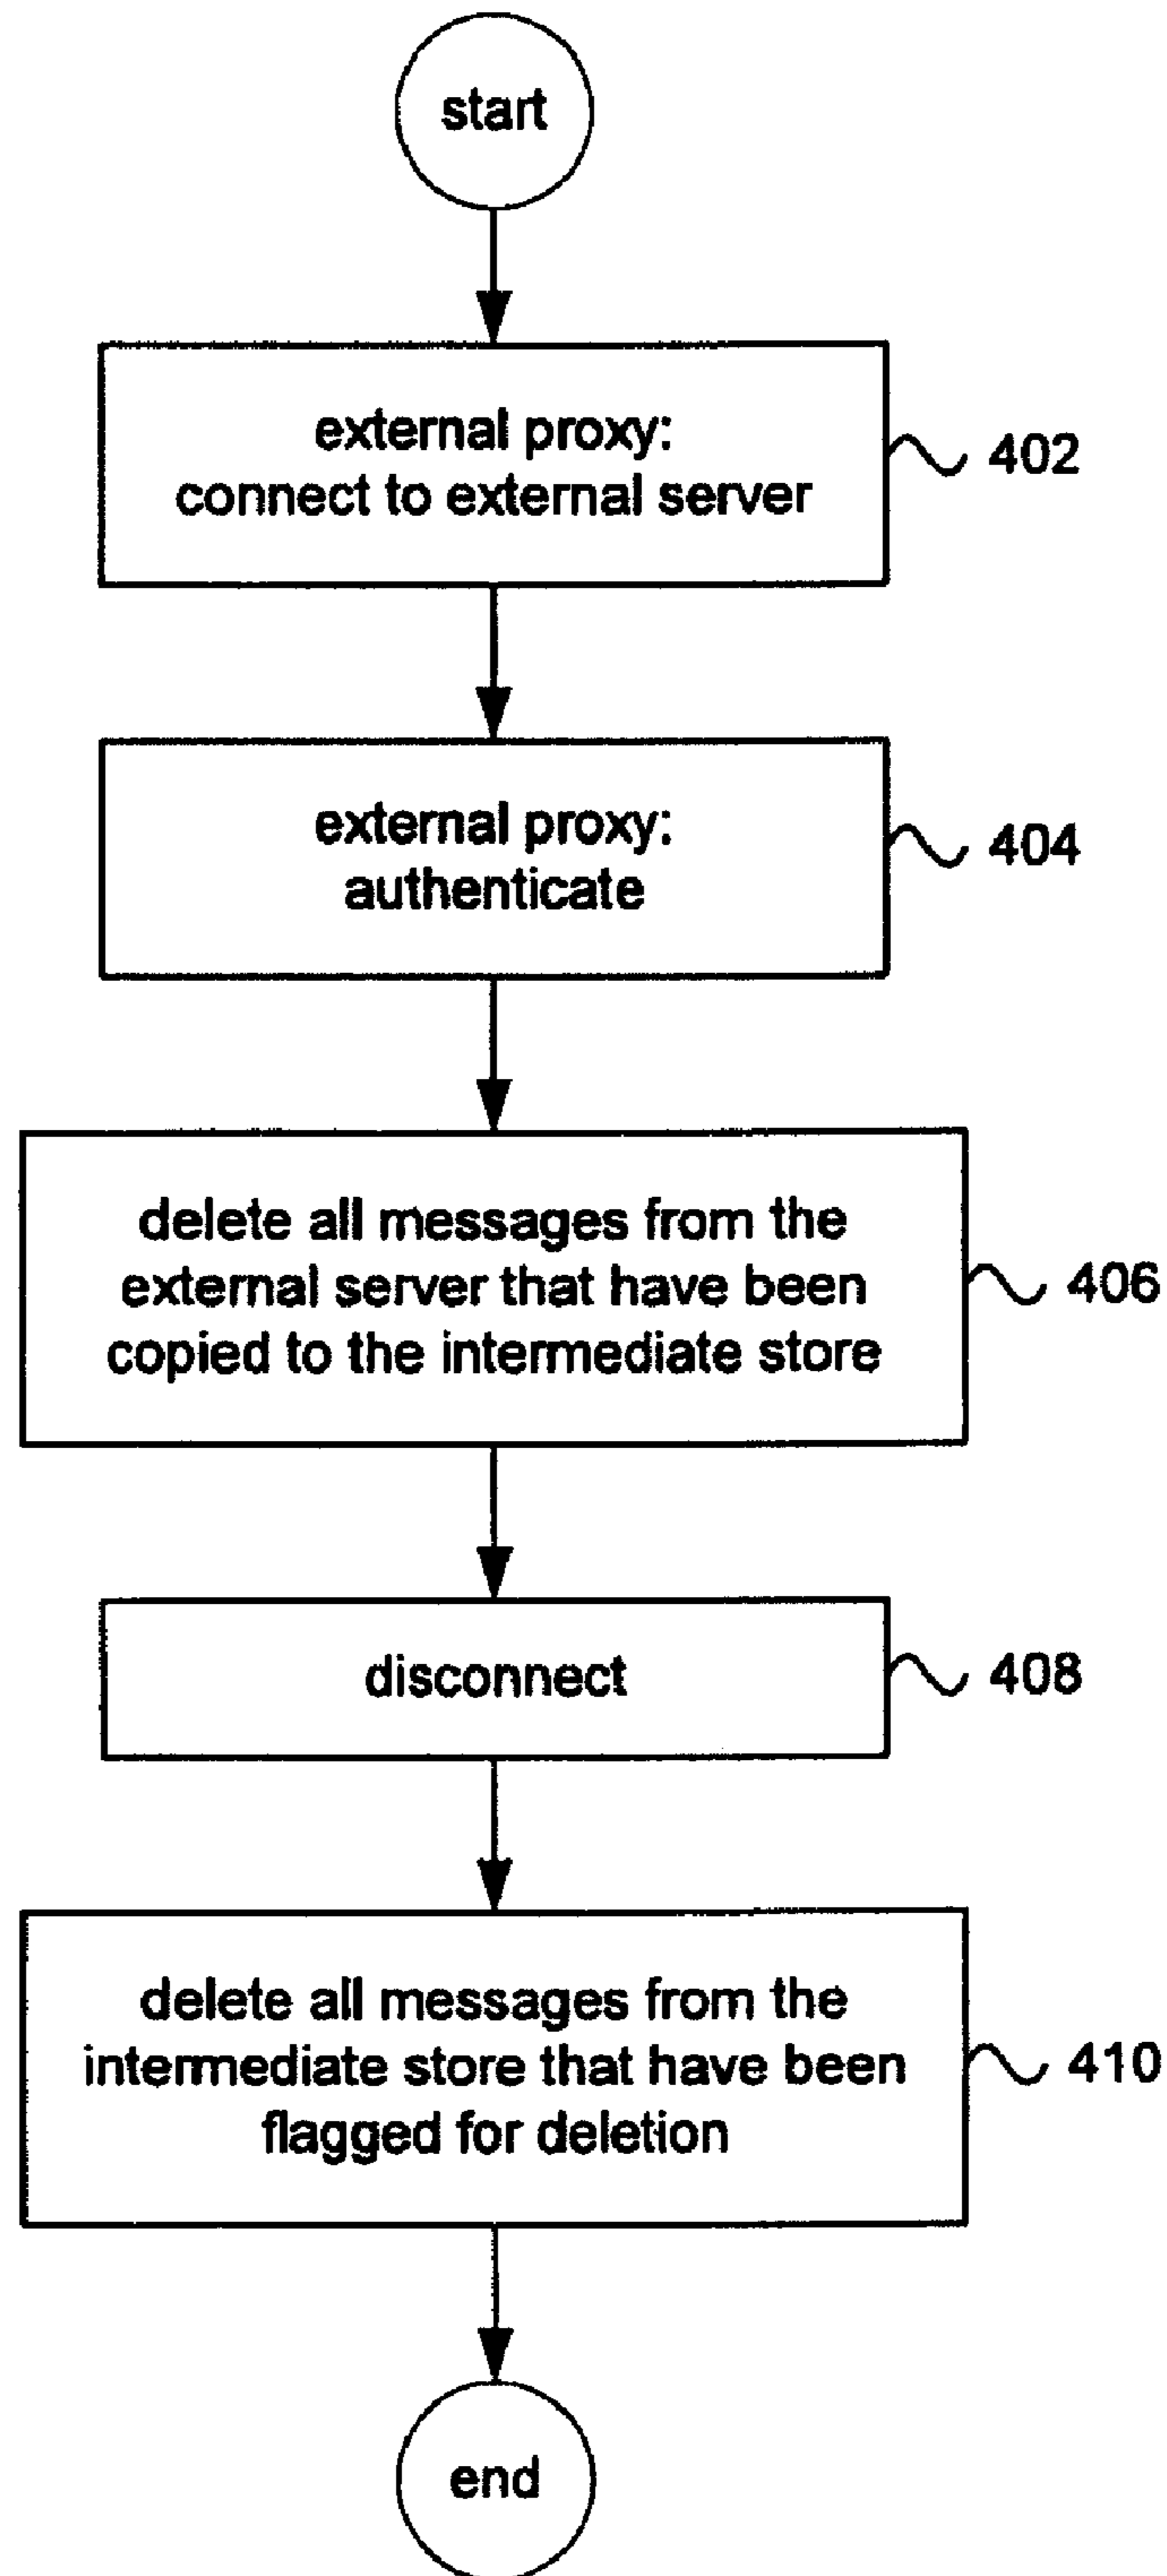 start
external proxy:
connect to external server
402
external proxy:
authenticate
404
delete all messages from the
external server that have been
copied to the intermediate store
406
disconnect
408
delete all messages from the
intermediate store that have been
flagged for deletion
410
end